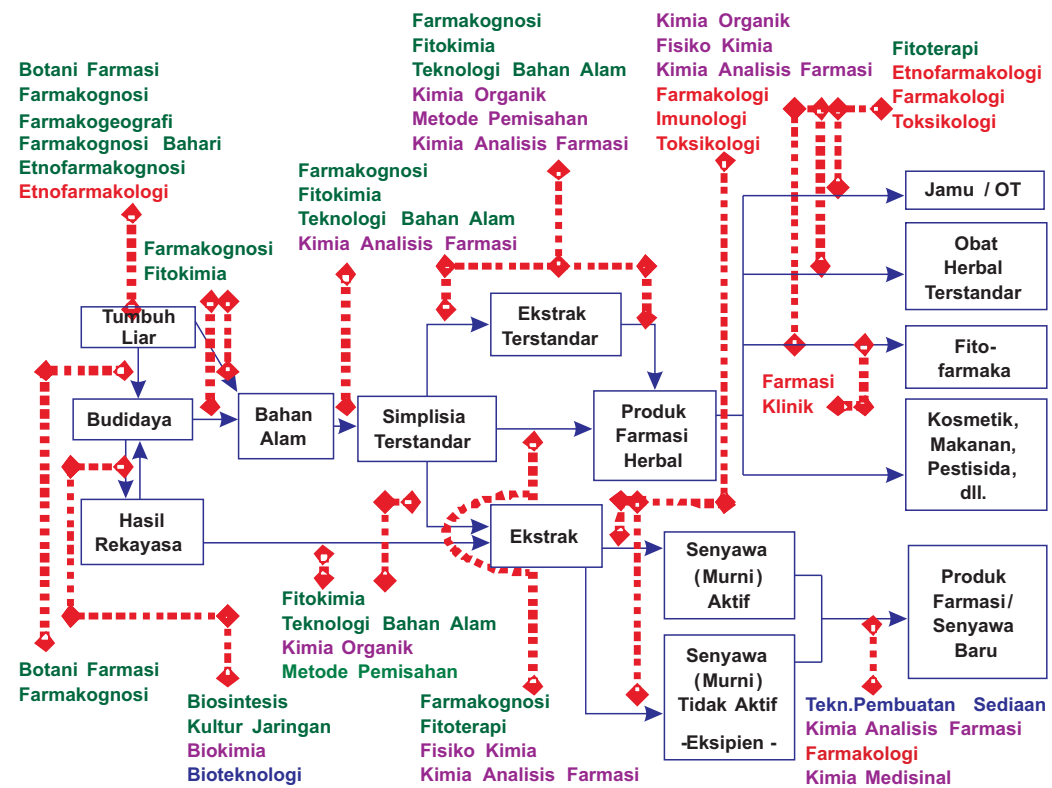 Farmakognosi
Fitokimia
Teknologi Bahan Alam
Kimia Organik
Metode Pemisahan
Kimia Analisis Farmasi
Kimia Organik
Fisiko Kimia
Kimia Analisis Farmasi
Farmakologi
Imunologi
Toksikologi
Fitoterapi
Etnofarmakologi
Farmakologi
Toksikologi
Botani Farmasi
Farmakognosi
Farmakogeografi
Farmakognosi Bahari
Etnofarmakognosi
Etnofarmakologi
Farmakognosi
Fitokimia
Farmakognosi
Fitokimia
Teknologi Bahan Alam
Kimia Analisis Farmasi
Jamu / OT
Obat
Herbal
Terstandar
Tumbuh
Liar
Ekstrak
Terstandar
Fito-
farmaka
Farmasi
Klinik
Budidaya
Bahan
Alam
Simplisia
Terstandar
Produk
Farmasi
Herbal
Kosmetik,
Makanan,
Pestisida,
dll.
Hasil
Rekayasa
Ekstrak
Senyawa
(Murni)
Aktif
Produk
Farmasi/
Senyawa
Baru
Fitokimia
Teknologi Bahan Alam
Kimia Organik
Metode Pemisahan
Senyawa
(Murni)
Tidak Aktif
-Eksipien -
Botani Farmasi
Farmakognosi
Biosintesis
Kultur Jaringan
Biokimia
Bioteknologi
Farmakognosi
Fitoterapi
Fisiko Kimia
Kimia Analisis Farmasi
Tekn.Pembuatan Sediaan
Kimia Analisis Farmasi
Farmakologi
Kimia Medisinal